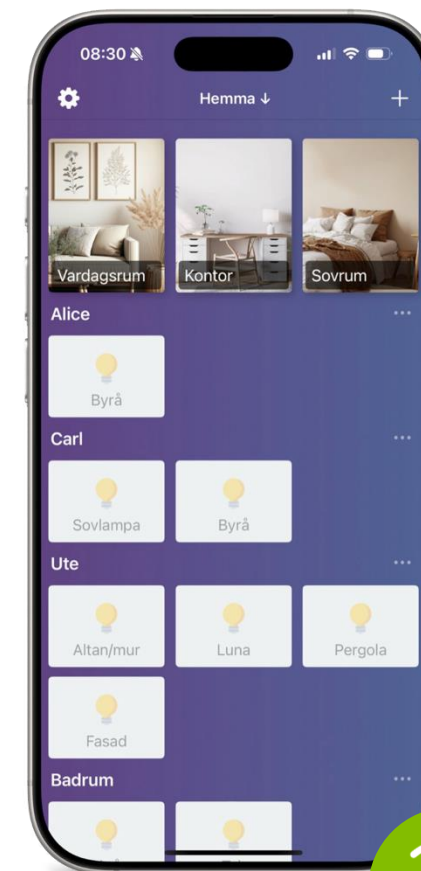 08:30
Hemma ↓
Vardagsrum
Kontor
Sovrum
Alice
Byrå
Carl
Sovlampa Byrå
Ute
Altan/mur Luna Pergola
Fasad
Badrum